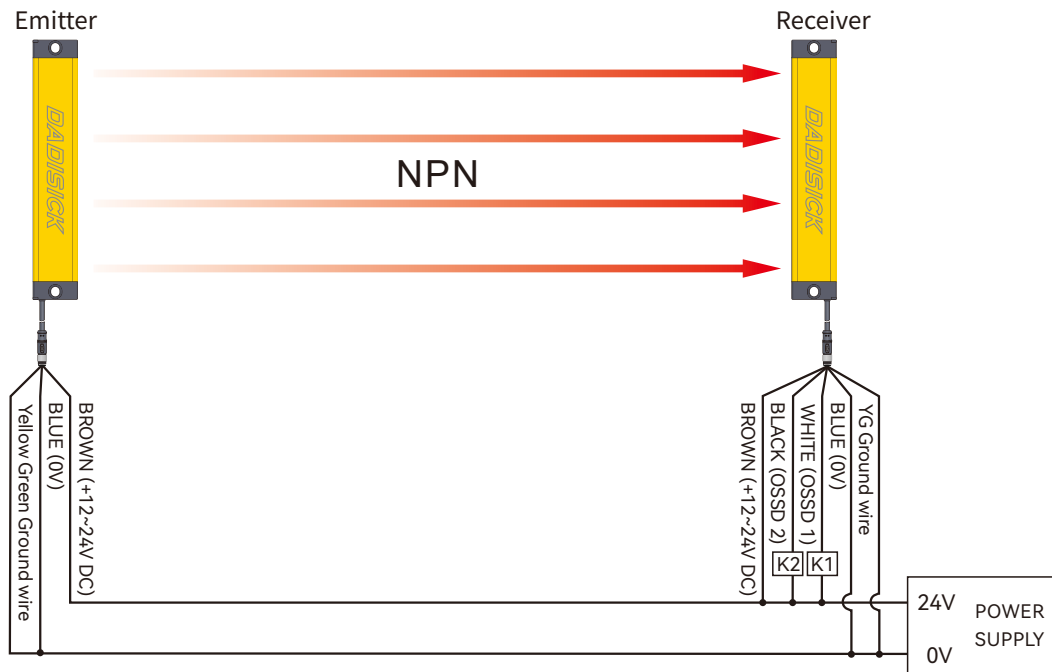 Emitter
Receiver
DADISICK
DADISICK
NPN
Yellow Green Ground wire
BLUE (0V)
BROWN (+12~24V DC)
BROWN (+12~24V DC)
BLACK (OSSD 2)
WHITE (OSSD 1)
BLUE (0V)
YG Ground wire
K2
K1
24V
POWER
SUPPLY
0V